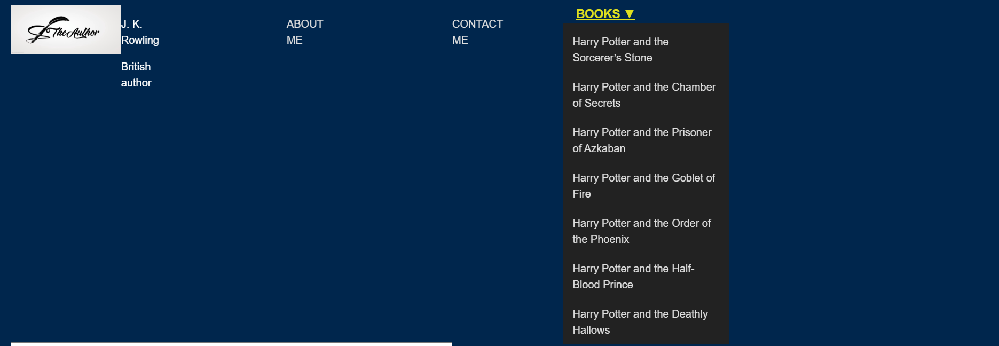 The Author
J. K.
Rowling
British
author
ABOUT
ME
CONTACT
ME
BOOKS ▼
Harry Potter and the
Sorcerer’s Stone
Harry Potter and the Chamber
of Secrets
Harry Potter and the Prisoner
of Azkaban
Harry Potter and the Goblet of
Fire
Harry Potter and the Order of
the Phoenix
Harry Potter and the Half-
Blood Prince
Harry Potter and the Deathly
Hallows